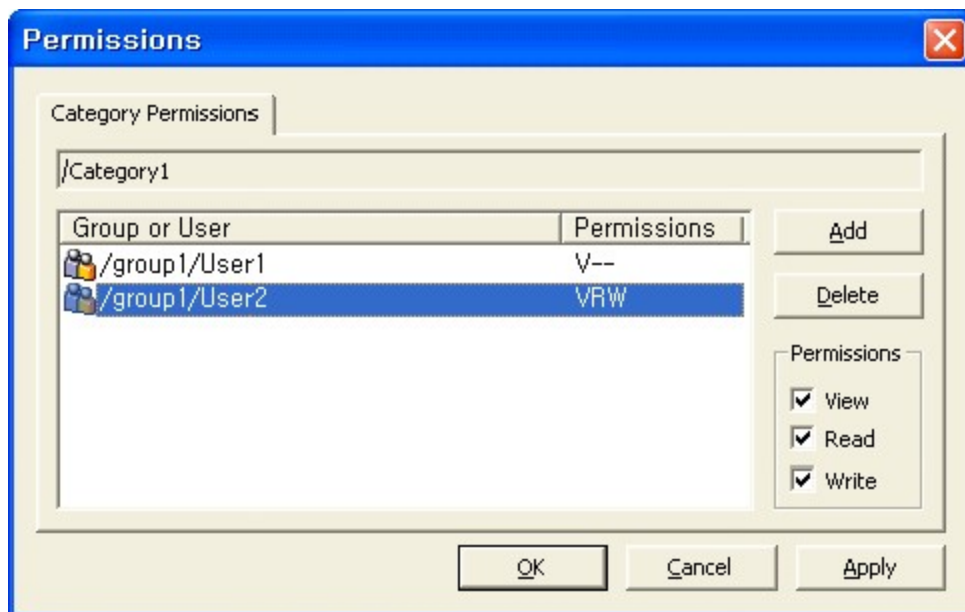 Permissions
Category Permissions
/Category1
Group or User Permissions
/group1/User1 V--
/group1/User2 VRW
Add
Delete
Permissions
View
Read
Write
OK Cancel Apply